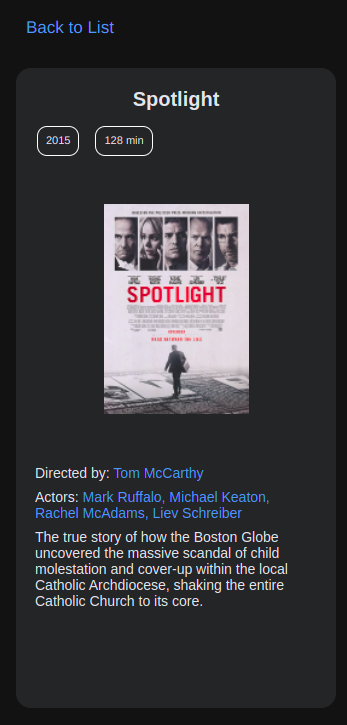 Back to List
Spotlight
2015
128 min
SPOTLIGHT
Directed by: Tom McCarthy
Actors: Mark Ruffalo, Michael Keaton,
Rachel McAdams, Liev Schreiber
The true story of how the Boston Globe
uncovered the massive scandal of child
molestation and cover-up within the local
Catholic Archdiocese, shaking the entire
Catholic Church to its core.